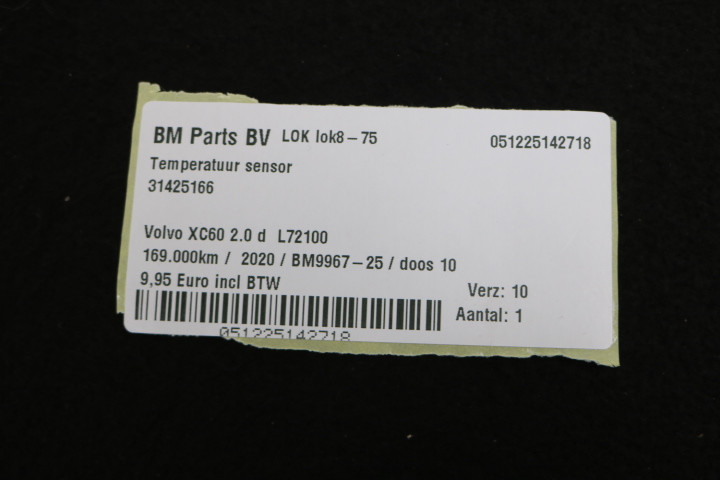 BM Parts BV LOK lok8-75 051225142718
Temperatuur sensor
31425166
Volvo XC60 2.0 d L72100
169.000km / 2020 / BM9967-25 / doos 10
9,95 Euro incl BTW
Verz: 10
Aantal: 1
051225142718